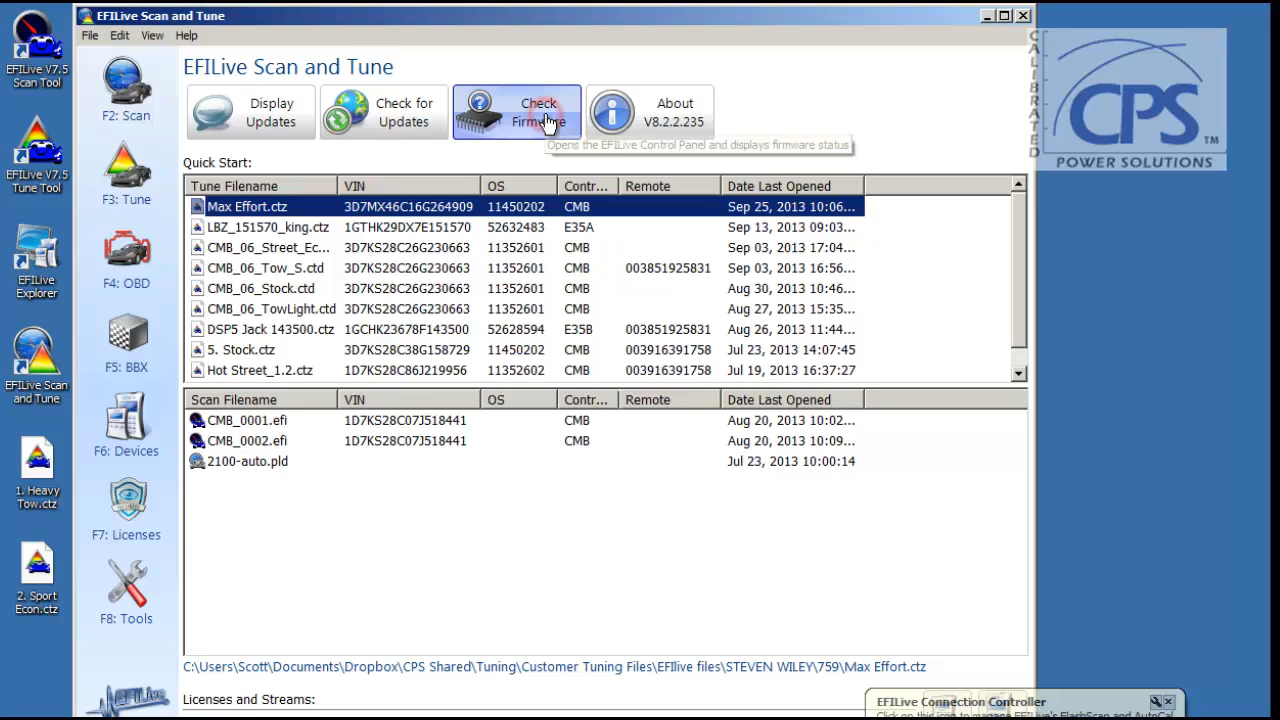 EFILive V7.5
Scan Tool
EFILive V7.5
Tune Tool
EFILive
Explorer
EFILive Scan
and Tune
1. Heavy
Tow.ctz
2. Sport
Econ.ctz
EFILive Scan and Tune
File Edit View Help
F2: Scan
F3: Tune
F4: OBD
F5: BBX
F6: Devices
F7: Licenses
F8: Tools
EFILIVE
EFILive Scan and Tune
Display
Updates
Check for
Updates
Check
Firmware
About
V8.2.2.235
Opens the EFILive Control Panel and displays firmware status
Quick Start:
Tune Filename VIN OS Contr... Remote Date Last Opened
Max Effort.ctz 3D7MX46C16G264909 11450202 CMB Sep 25, 2013 10:06...
LBZ_151570_king.ctz 1GTHK29DX7E151570 52632483 E35A Sep 13, 2013 09:03...
CMB_06_Street_Ec... 3D7KS28C26G230663 11352601 CMB Sep 03, 2013 17:04...
CMB_06_Tow_S.ctd 3D7KS28C26G230663 11352601 CMB 003851925831 Sep 03, 2013 16:56...
CMB_06_Stock.ctd 3D7KS28C26G230663 11352601 CMB Aug 30, 2013 10:46...
CMB_06_TowLight.ctd 3D7KS28C26G230663 11352601 CMB Aug 27, 2013 15:35...
DSP5 Jack 143500.ctz 1GCHK23678F143500 52628594 E35B 003851925831 Aug 26, 2013 11:44...
5. Stock.ctz 3D7KS28C38G158729 11450202 CMB 003916391758 Jul 23, 2013 14:07:45
Hot Street_1.2.ctz 1D7KS28C86J219956 11352602 CMB 003916391758 Jul 19, 2013 16:37:27
Scan Filename VIN OS Contr... Remote Date Last Opened
CMB_0001.efi 1D7KS28C07J518441 CMB Aug 20, 2013 10:02...
CMB_0002.efi 1D7KS28C07J518441 CMB Aug 20, 2013 10:09...
2100-auto.pld Jul 23, 2013 10:00:14
C:\Users\Scott\Documents\Dropbox\CPS Shared\Tuning\Customer Tuning Files\EFIlive files\STEVEN WILEY\759\Max Effort.ctz
Licenses and Streams:
EFILive Connection Controller
Click on this icon to manage EFILive's FlashScan and AutoCal
CALIBRATED
CPS
TM
POWER SOLUTIONS